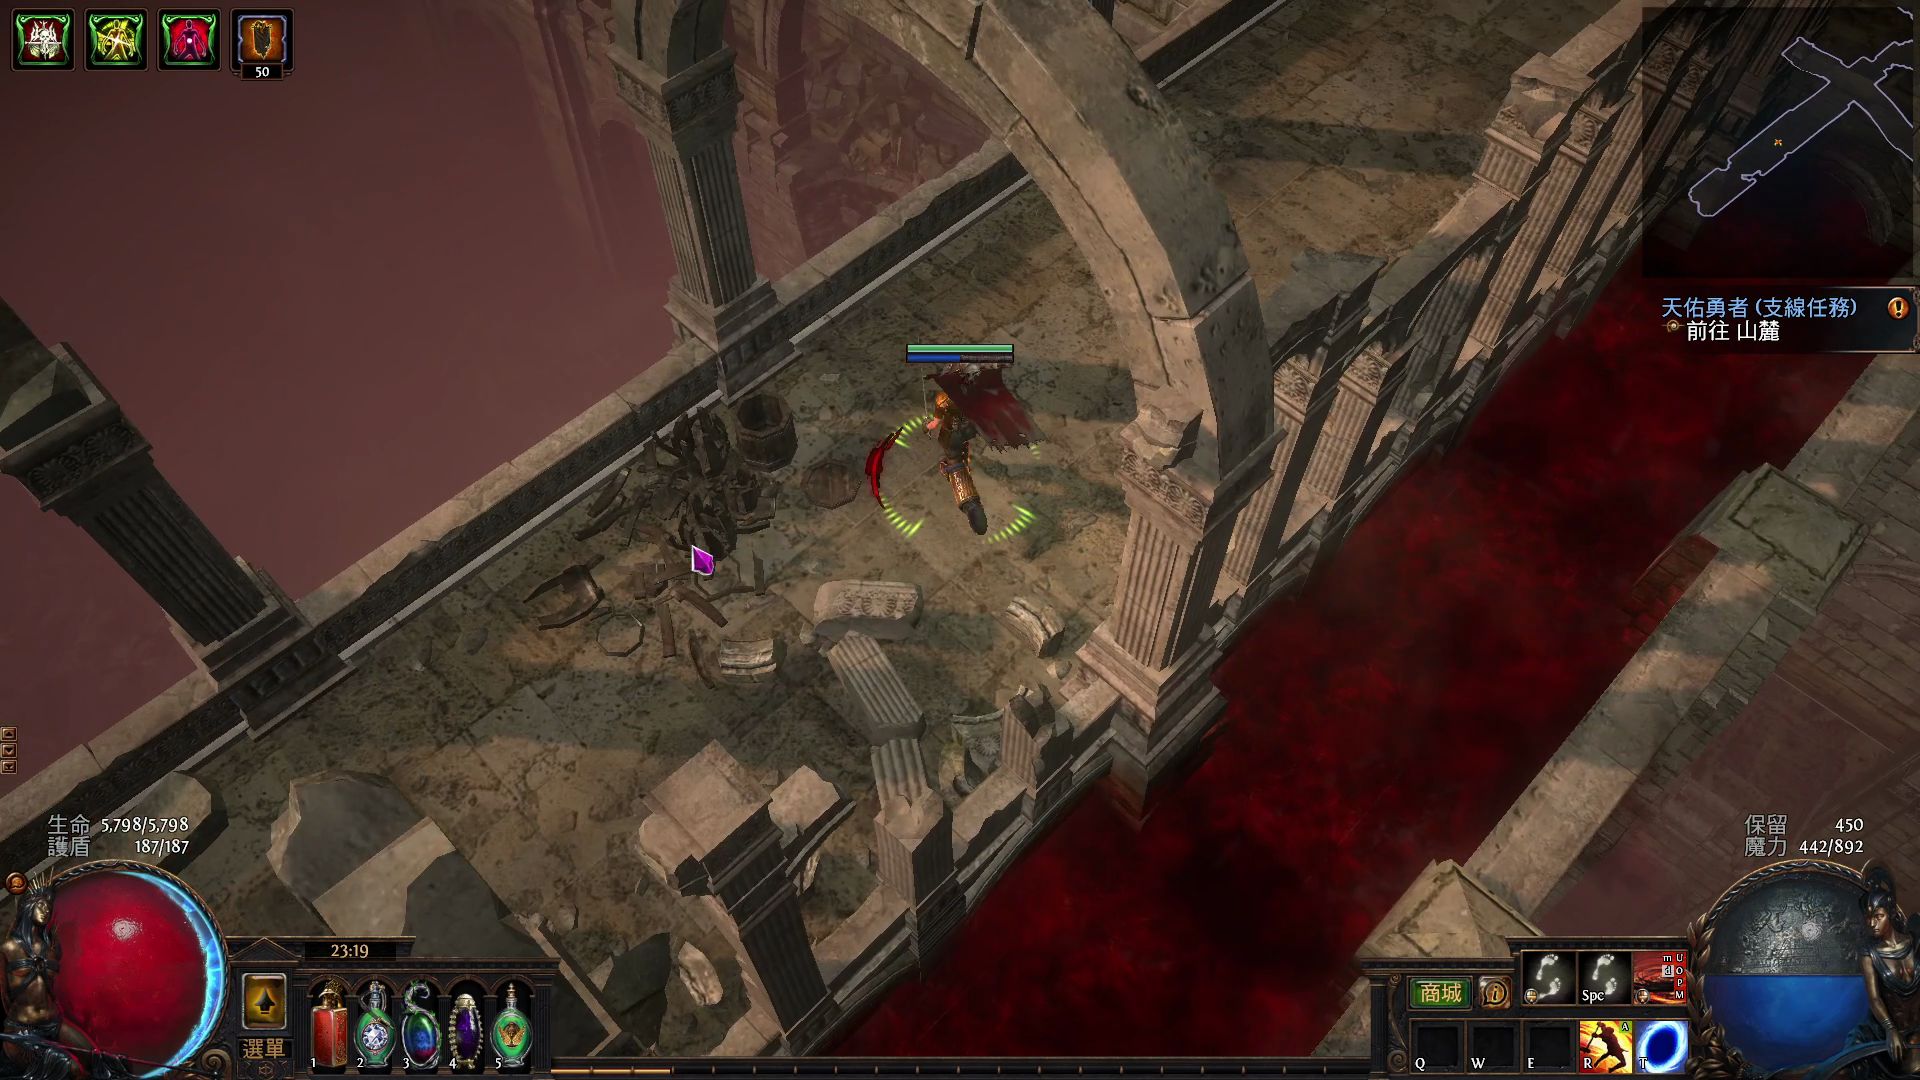 50
天佑勇者 (支線任務)
前往 山麓
生命 5,798/5,798
護盾 187/187
保留 450
魔力 442/892
23:19
選單
1
2
3
4
5
商城
Spc
m U
d O
P
M
Q
W
E
R
A
T